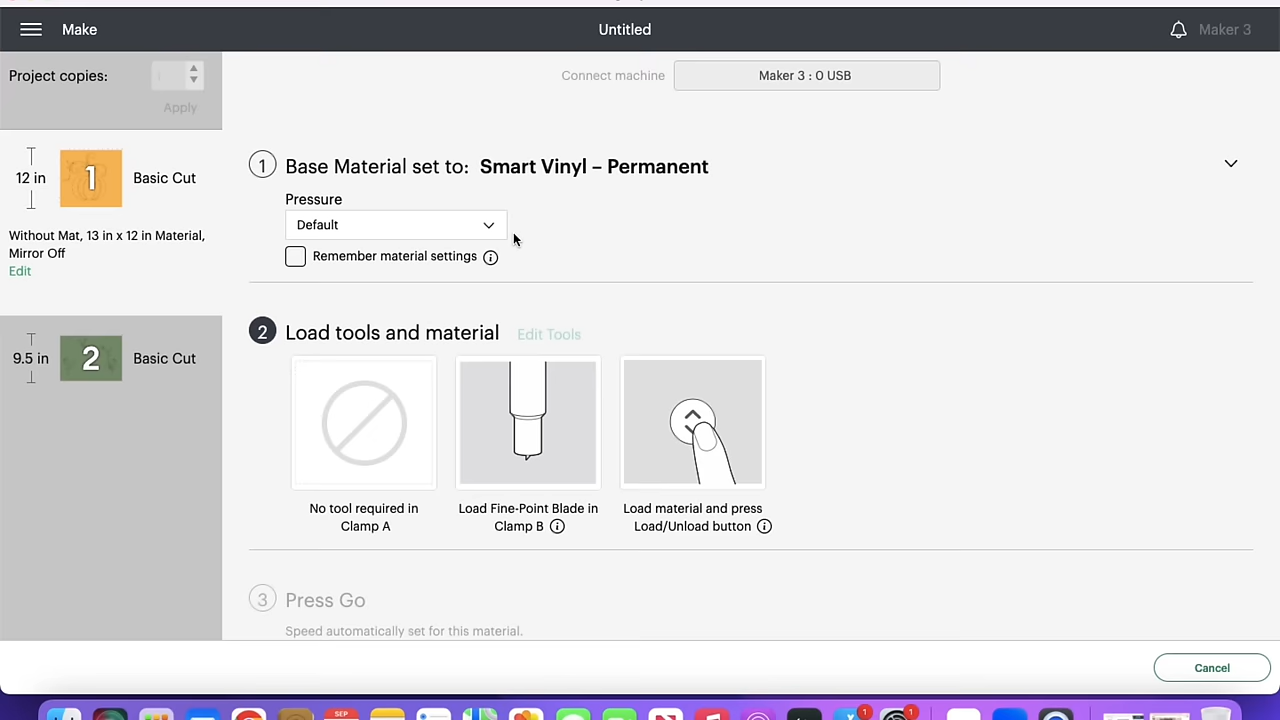 Make
Untitled
Maker 3
Project copies:
Apply
Connect machine
Maker 3 : 0 USB
12 in
1
Basic Cut
Without Mat, 13 in x 12 in Material,
Mirror Off
Edit
9.5 in
2
Basic Cut
1 Base Material set to: Smart Vinyl – Permanent
Pressure
Default
Remember material settings
2 Load tools and material Edit Tools
No tool required in
Clamp A
Load Fine-Point Blade in
Clamp B
Load material and press
Load/Unload button
3 Press Go
Speed automatically set for this material.
Cancel
SEP
1
1